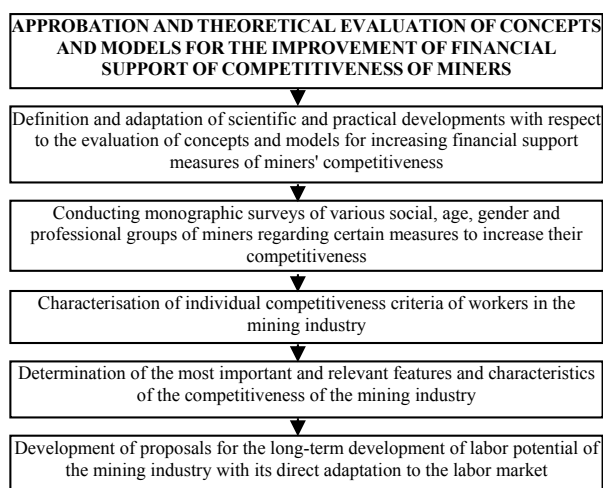 APPROBATION AND THEORETICAL EVALUATION OF CONCEPTS
AND MODELS FOR THE IMPROVEMENT OF FINANCIAL
SUPPORT OF COMPETITIVENESS OF MINERS
Definition and adaptation of scientific and practical developments with respect
to the evaluation of concepts and models for increasing financial support
measures of miners' competitiveness
Conducting monographic surveys of various social, age, gender and
professional groups of miners regarding certain measures to increase their
competitiveness
Characterisation of individual competitiveness criteria of workers in the
mining industry
Determination of the most important and relevant features and characteristics
of the competitiveness of the mining industry
Development of proposals for the long-term development of labor potential of
the mining industry with its direct adaptation to the labor market